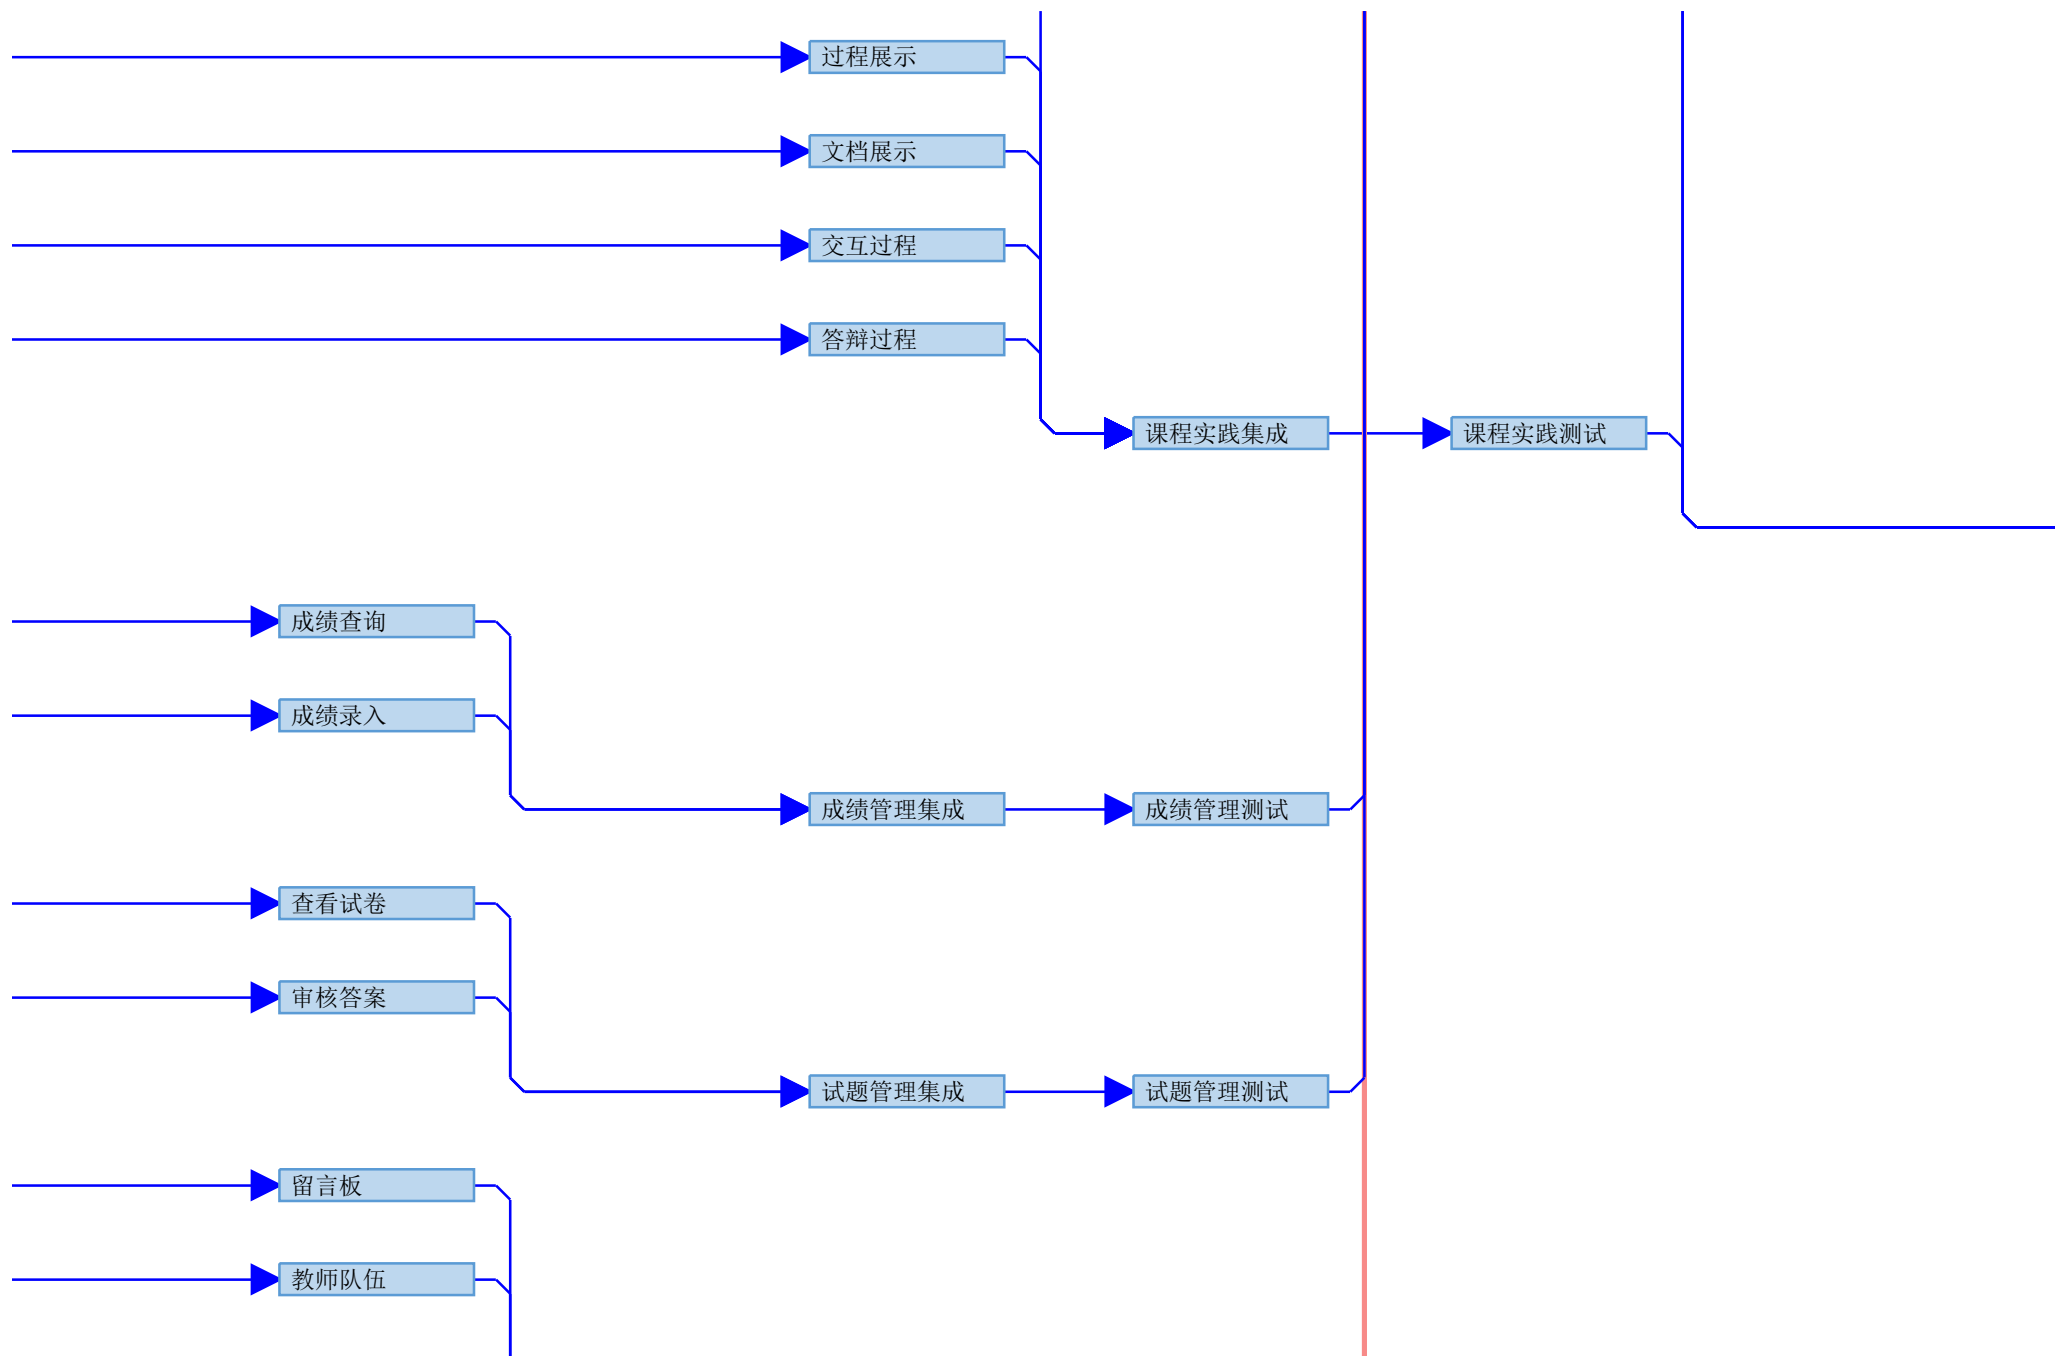 过程展示
文档展示
交互过程
答辩过程
课程实践集成
课程实践测试
成绩查询
成绩录入
成绩管理集成
成绩管理测试
查看试卷
审核答案
试题管理集成
试题管理测试
留言板
教师队伍